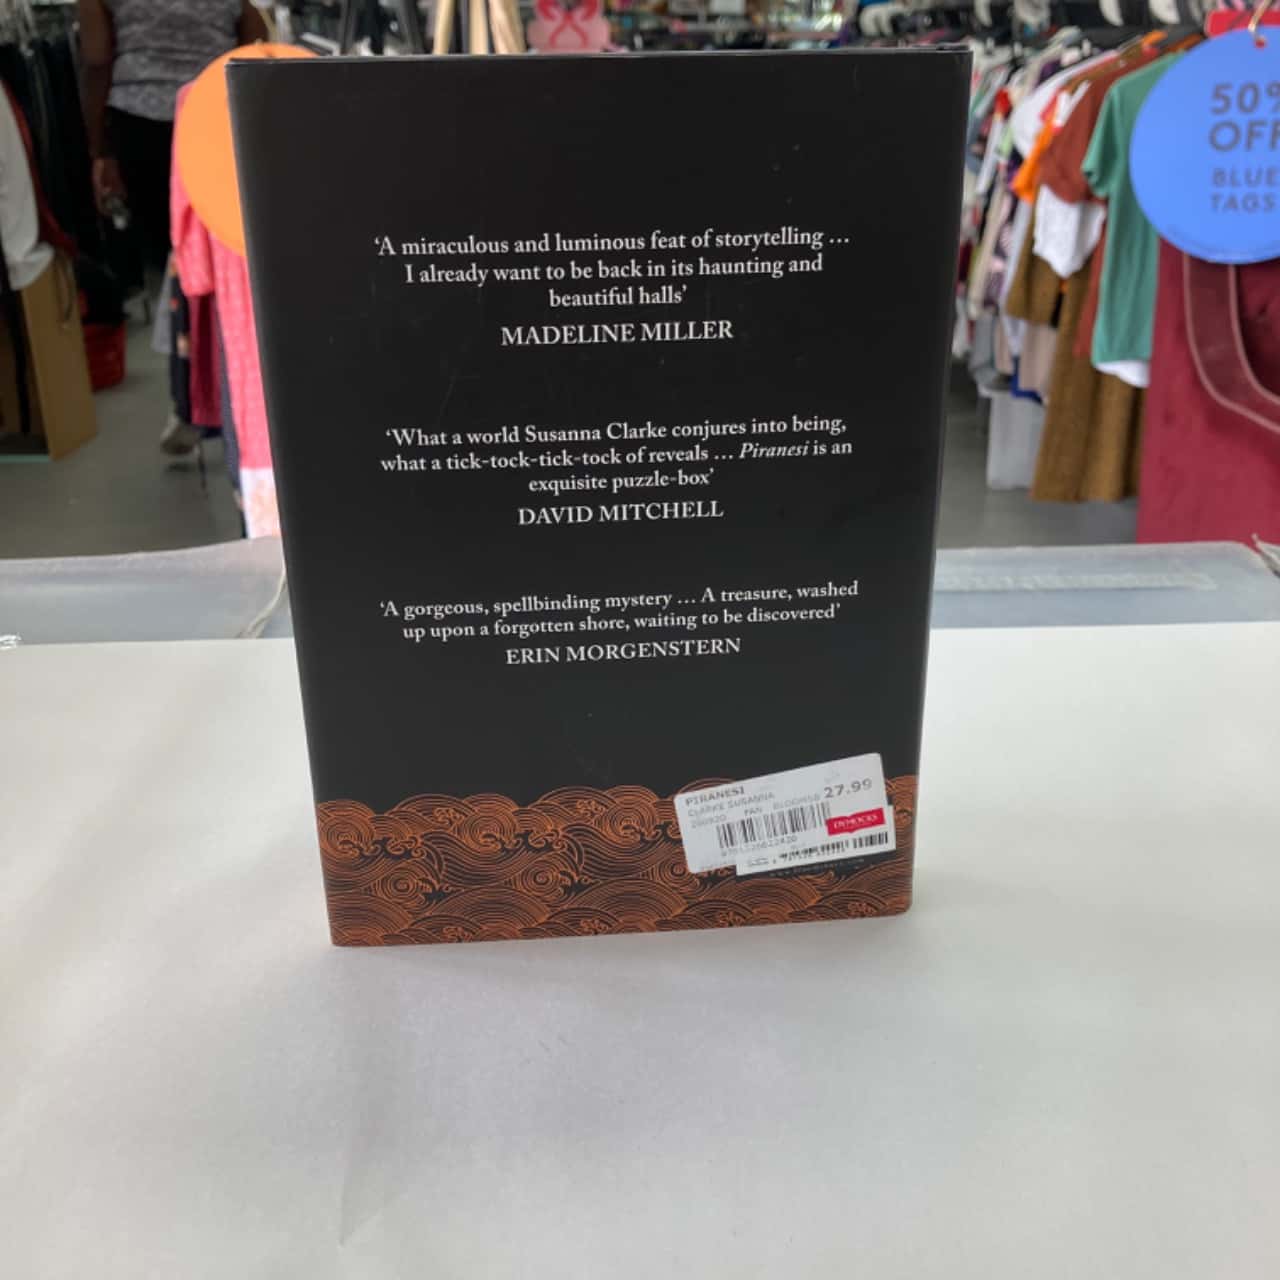 50%
OFF
BLUE
TAGS
‘A miraculous and luminous feat of storytelling …
I already want to be back in its haunting and
beautiful halls’
MADELINE MILLER
‘What a world Susanna Clarke conjures into being,
what a tick-tock-tick-tock of reveals … Piranesi is an
exquisite puzzle-box’
DAVID MITCHELL
‘A gorgeous, spellbinding mystery … A treasure, washed
up upon a forgotten shore, waiting to be discovered’
ERIN MORGENSTERN
PIRANESI
27.99
CLARKE SUSANNA
200920 FAN BLOOMSB
DYMOCKS